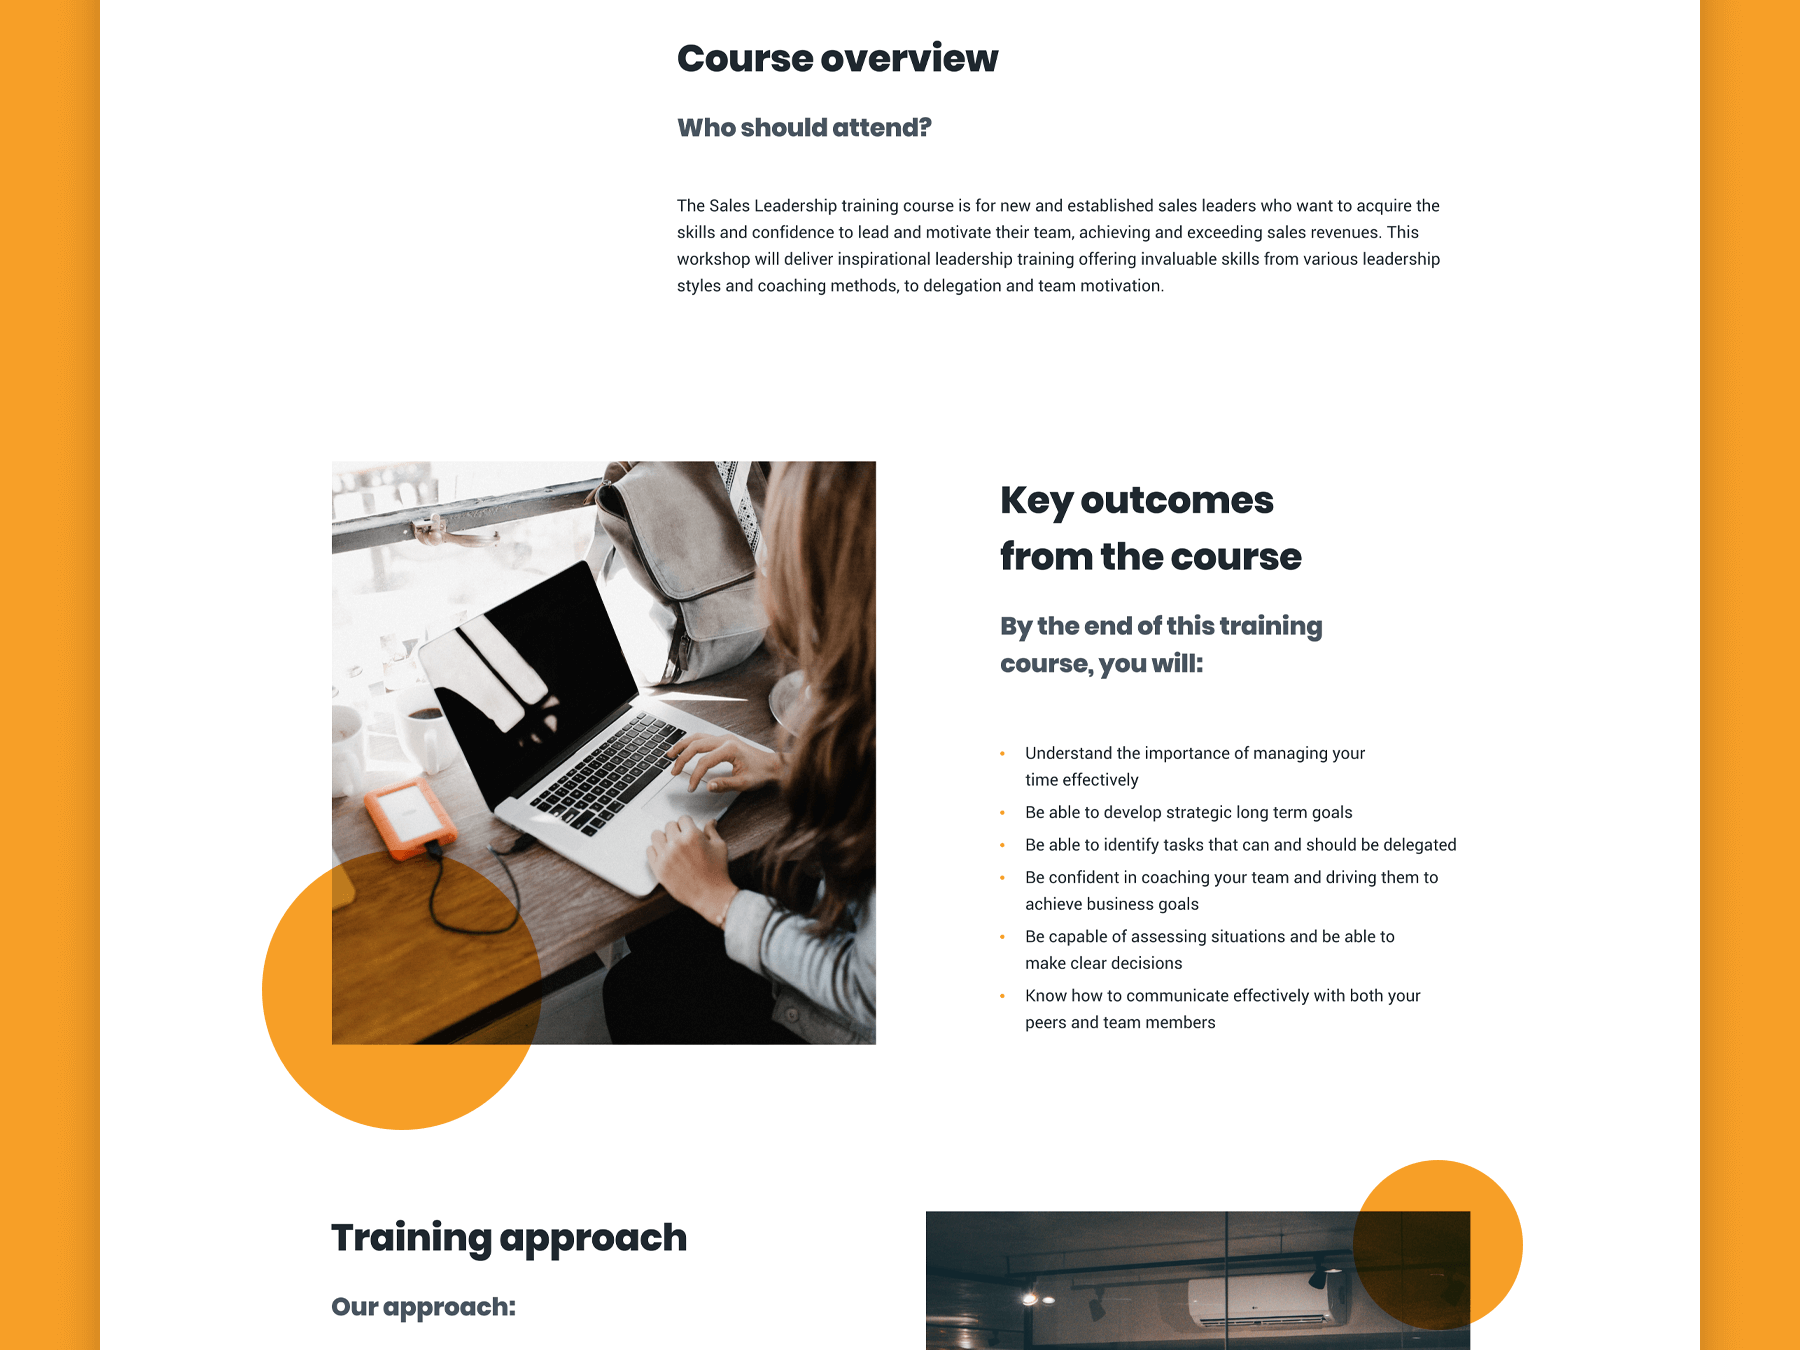 Course overview
Who should attend?
The Sales Leadership training course is for new and established sales leaders who want to acquire the
skills and confidence to lead and motivate their team, achieving and exceeding sales revenues. This
workshop will deliver inspirational leadership training offering invaluable skills from various leadership
styles and coaching methods, to delegation and team motivation.
Key outcomes
from the course
By the end of this training
course, you will:
• Understand the importance of managing your
time effectively
• Be able to develop strategic long term goals
• Be able to identify tasks that can and should be delegated
• Be confident in coaching your team and driving them to
achieve business goals
• Be capable of assessing situations and be able to
make clear decisions
• Know how to communicate effectively with both your
peers and team members
Training approach
Our approach: